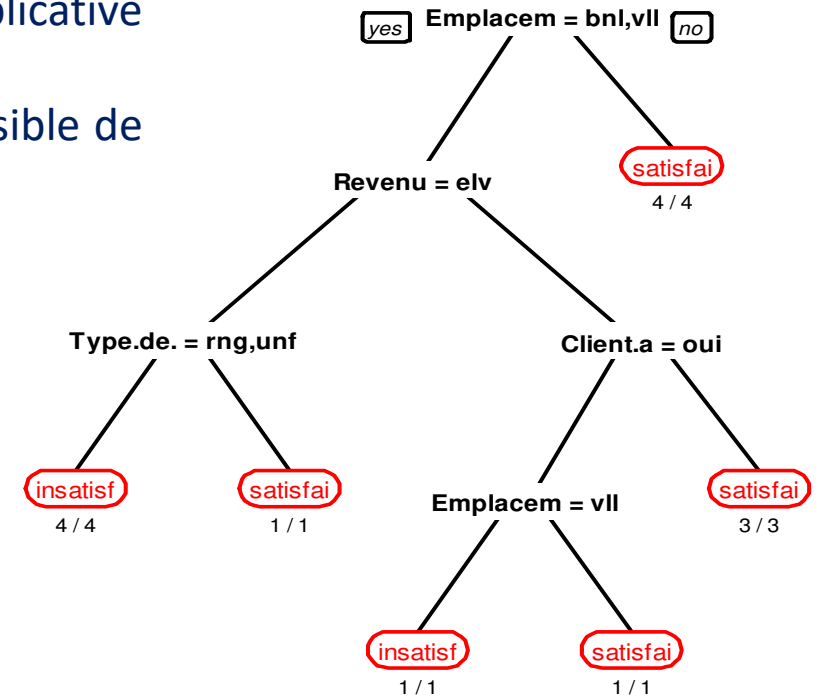 plicative
yes Emplacem = bnl,vll no
sible de
satisfai
4 / 4
Revenu = elv
Type.de. = rng,unf
Client.a = oui
insatisf
4 / 4
satisfai
1 / 1
Emplacem = vll
satisfai
3 / 3
insatisf
1 / 1
satisfai
1 / 1